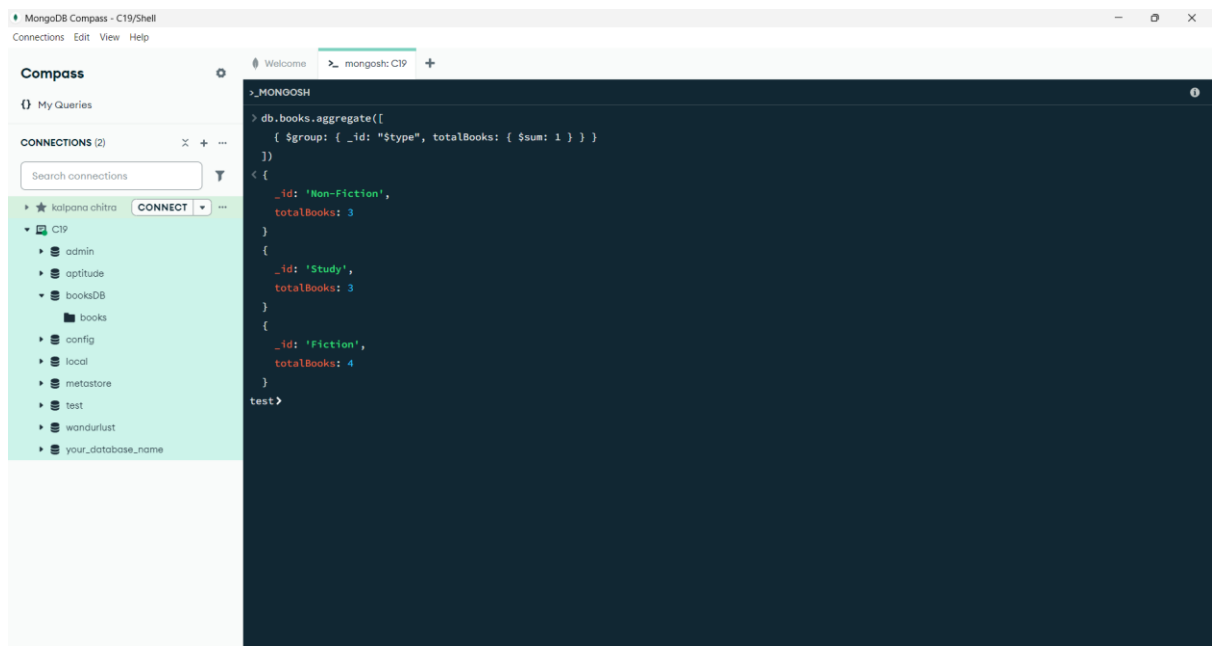 MongoDB Compass - C19/Shell
Connections Edit View Help
Compass
{} My Queries
CONNECTIONS (2)
Search connections
kalpana chitra CONNECT
C19
admin
aptitude
booksDB
books
config
local
metastore
test
wandurlust
your_database_name
Welcome >_ mongosh: C19 +
>_MONGOSH
> db.books.aggregate([
{ $group: { _id: "$type", totalBooks: { $sum: 1 } } }
])
< {
_id: 'Non-Fiction',
totalBooks: 3
}
{
_id: 'Study',
totalBooks: 3
}
{
_id: 'Fiction',
totalBooks: 4
}
test>